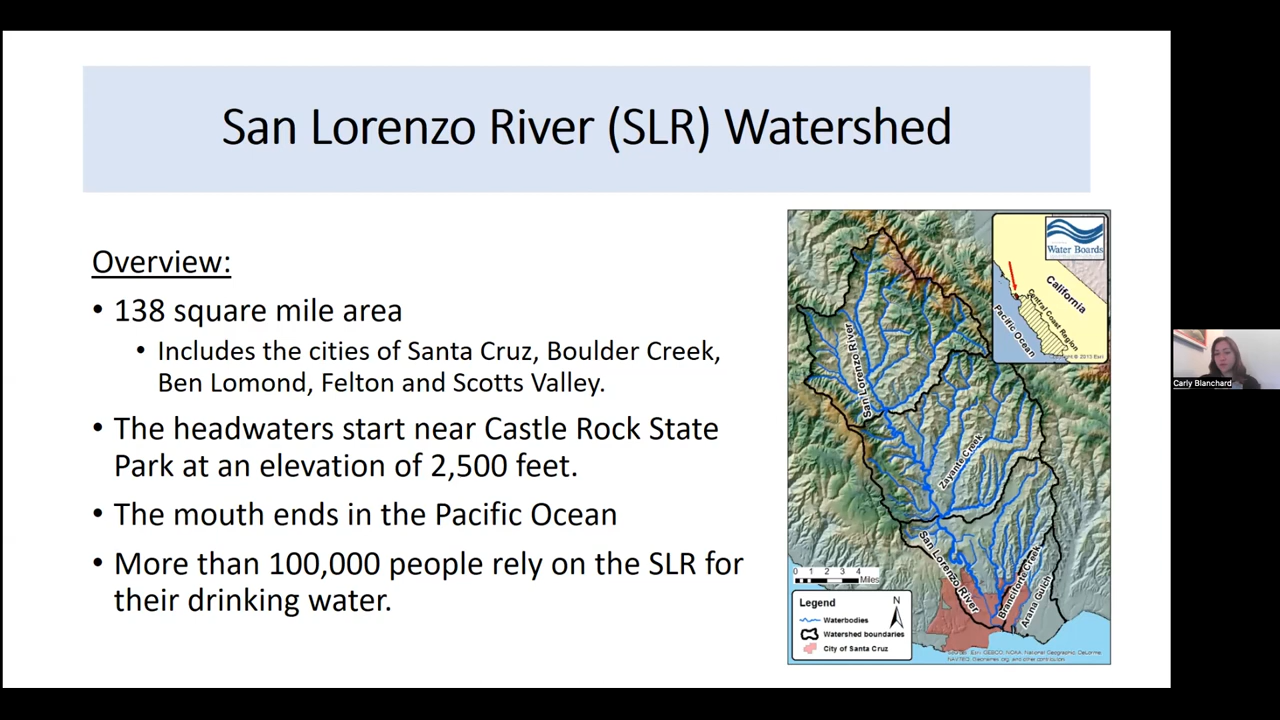 San Lorenzo River (SLR) Watershed
Overview:
• 138 square mile area
• Includes the cities of Santa Cruz, Boulder Creek,
Ben Lomond, Felton and Scotts Valley.
• The headwaters start near Castle Rock State
Park at an elevation of 2,500 feet.
• The mouth ends in the Pacific Ocean
• More than 100,000 people rely on the SLR for
their drinking water.
Water Boards
California
Central Coast Region
Pacific Ocean
San Lorenzo River
Zayante Creek
San Lorenzo River
Branciforte Creek
Arana Gulch
0 1 2 3 4
Miles
Legend
N
Waterbodies
Watershed boundaries
City of Santa Cruz
Carly Blanchard